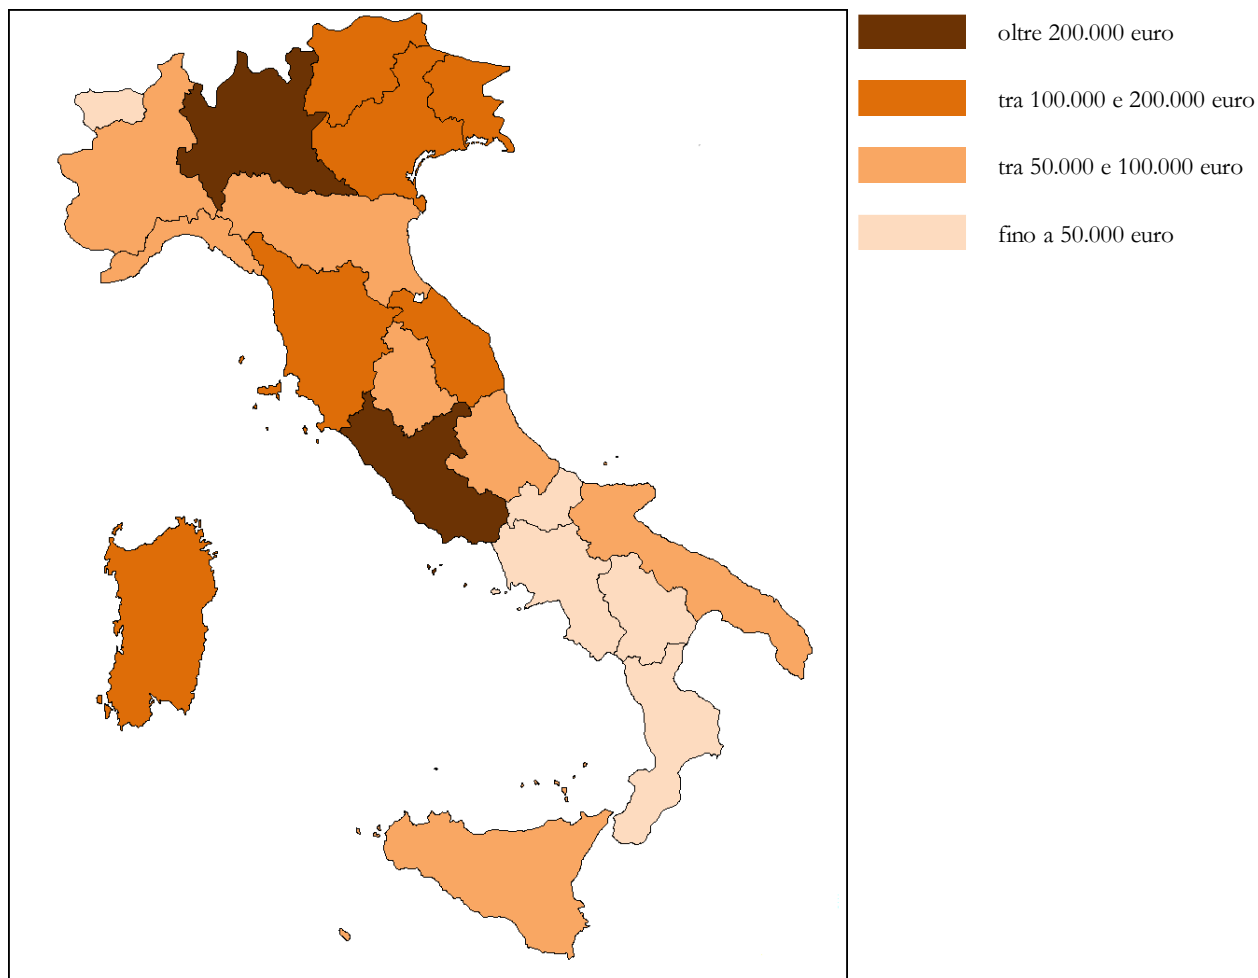 oltre 200.000 euro
tra 100.000 e 200.000 euro
tra 50.000 e 100.000 euro
fino a 50.000 euro